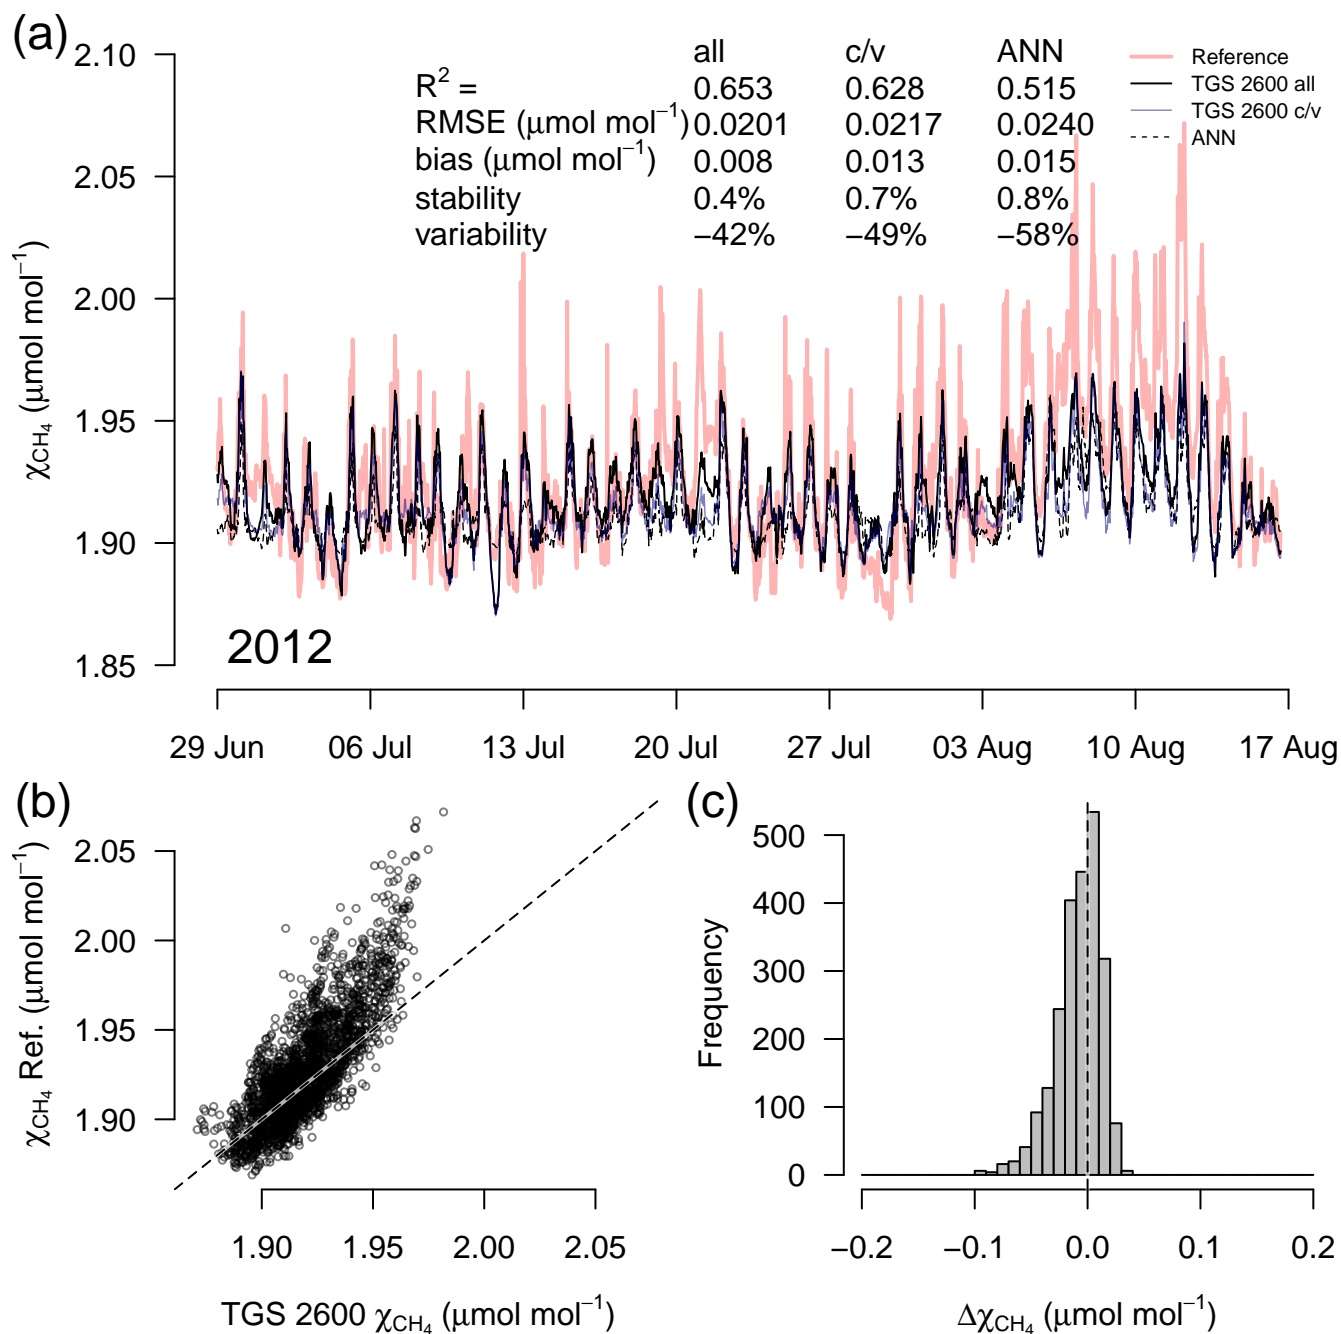 (a)
all c/v ANN
R² = 0.653 0.628 0.515
RMSE (μmol mol⁻¹) 0.0201 0.0217 0.0240
bias (μmol mol⁻¹) 0.008 0.013 0.015
stability 0.4% 0.7% 0.8%
variability −42% −49% −58%
Reference
TGS 2600 all
TGS 2600 c/v
ANN
2.10
2.05
2.00
1.95
1.90
1.85
χCH₄ (μmol mol⁻¹)
2012
29 Jun 06 Jul 13 Jul 20 Jul 27 Jul 03 Aug 10 Aug 17 Aug
(b)
2.05
2.00
1.95
1.90
χCH₄ Ref. (μmol mol⁻¹)
1.90 1.95 2.00 2.05
TGS 2600 χCH₄ (μmol mol⁻¹)
(c)
500
400
300
200
100
0
Frequency
−0.2 −0.1 0.0 0.1 0.2
ΔχCH₄ (μmol mol⁻¹)